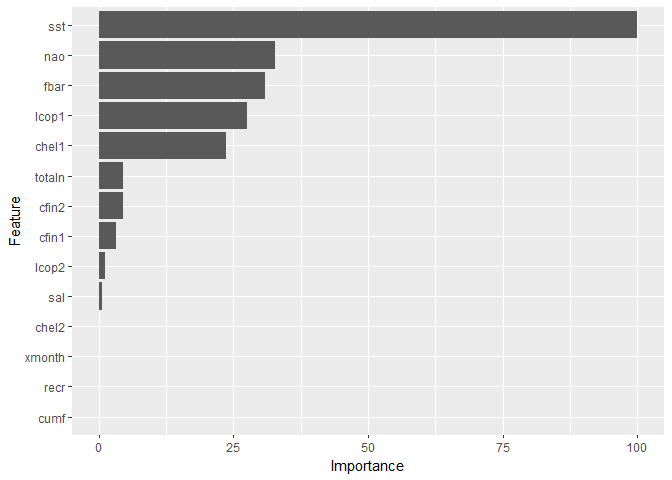 sst
nao
fbar
lcop1
chel1
totaln
cfin2
cfin1
lcop2
sal
chel2
xmonth
recr
cumf
Feature
0 25 50 75 100
Importance